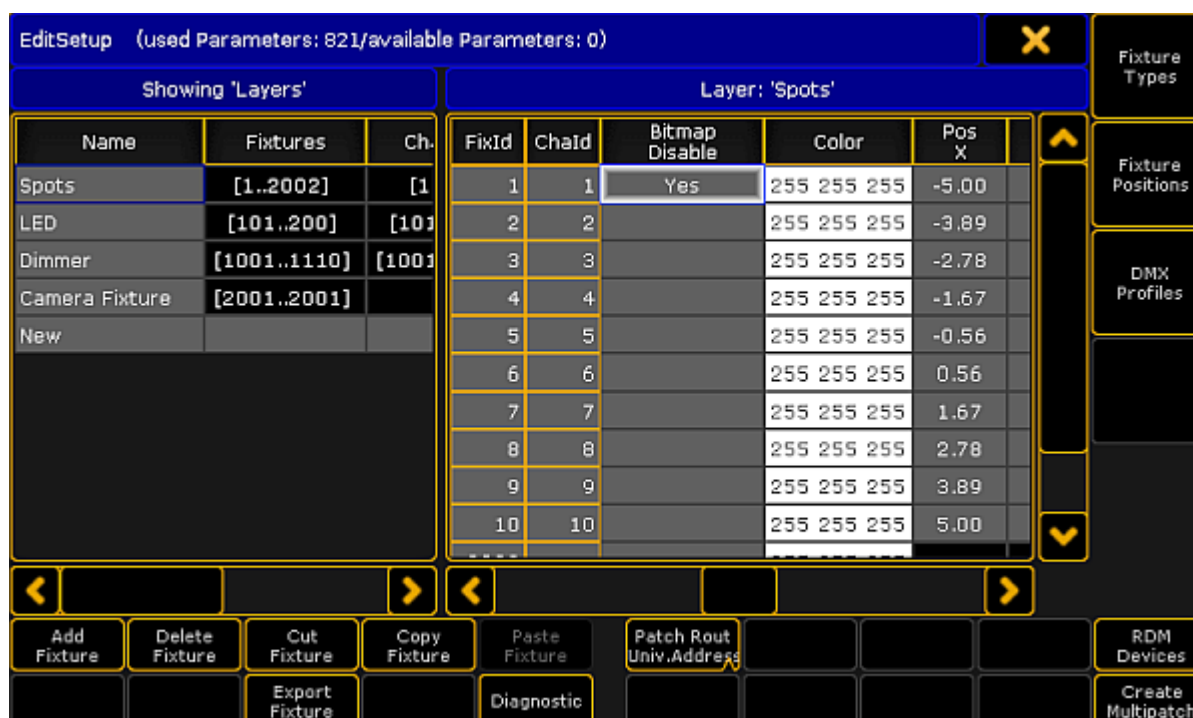 EditSetup (used Parameters: 821/available Parameters: 0)
Fixture
Types
Showing 'Layers'
Layer: 'Spots'
Name Fixtures Ch
FixId ChaId Bitmap
Disable Color Pos
X
Spots [1..2002] [1
1 1 Yes 255 255 255 -5.00
LED [101..200] [101
2 2 255 255 255 -3.89
Dimmer [1001..1110] [1001
3 3 255 255 255 -2.78
Camera Fixture [2001..2001]
4 4 255 255 255 -1.67
New
5 5 255 255 255 -0.56
6 6 255 255 255 0.56
7 7 255 255 255 1.67
8 8 255 255 255 2.78
9 9 255 255 255 3.89
10 10 255 255 255 5.00
Fixture
Positions
DMX
Profiles
Add
Fixture
Delete
Fixture
Cut
Fixture
Copy
Fixture
Paste
Fixture
Patch Rout
Univ.Address
RDM
Devices
Export
Fixture
Diagnostic
Create
Multipatch